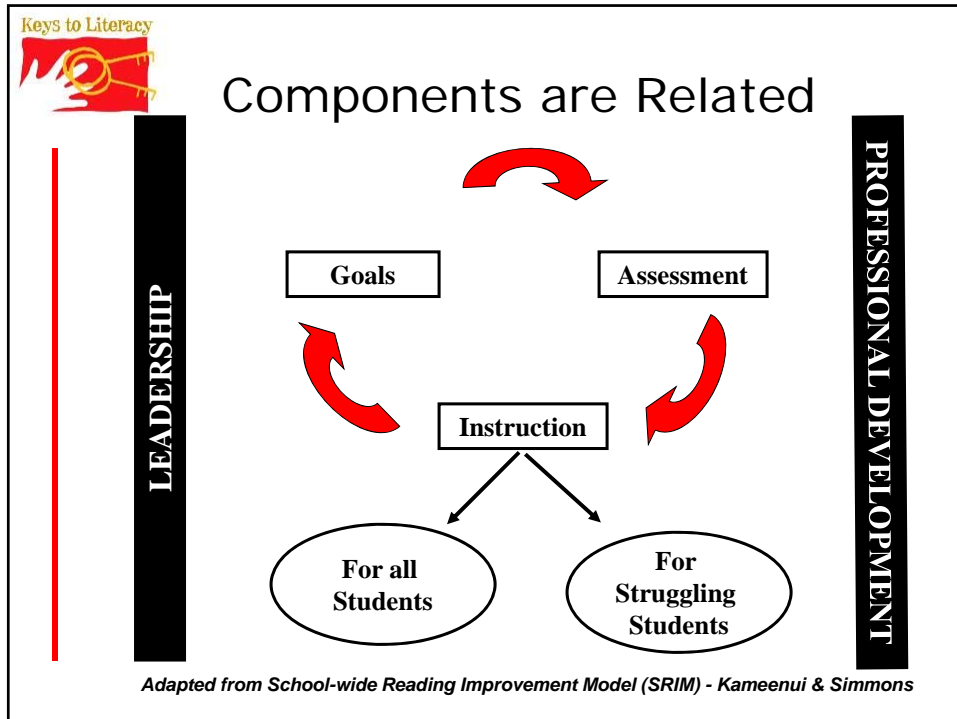 Keys to Literacy
Components are Related
LEADERSHIP
PROFESSIONAL DEVELOPMENT
Goals
Assessment
Instruction
For all
Students
For
Struggling
Students
Adapted from School-wide Reading Improvement Model (SRIM) - Kameenui & Simmons